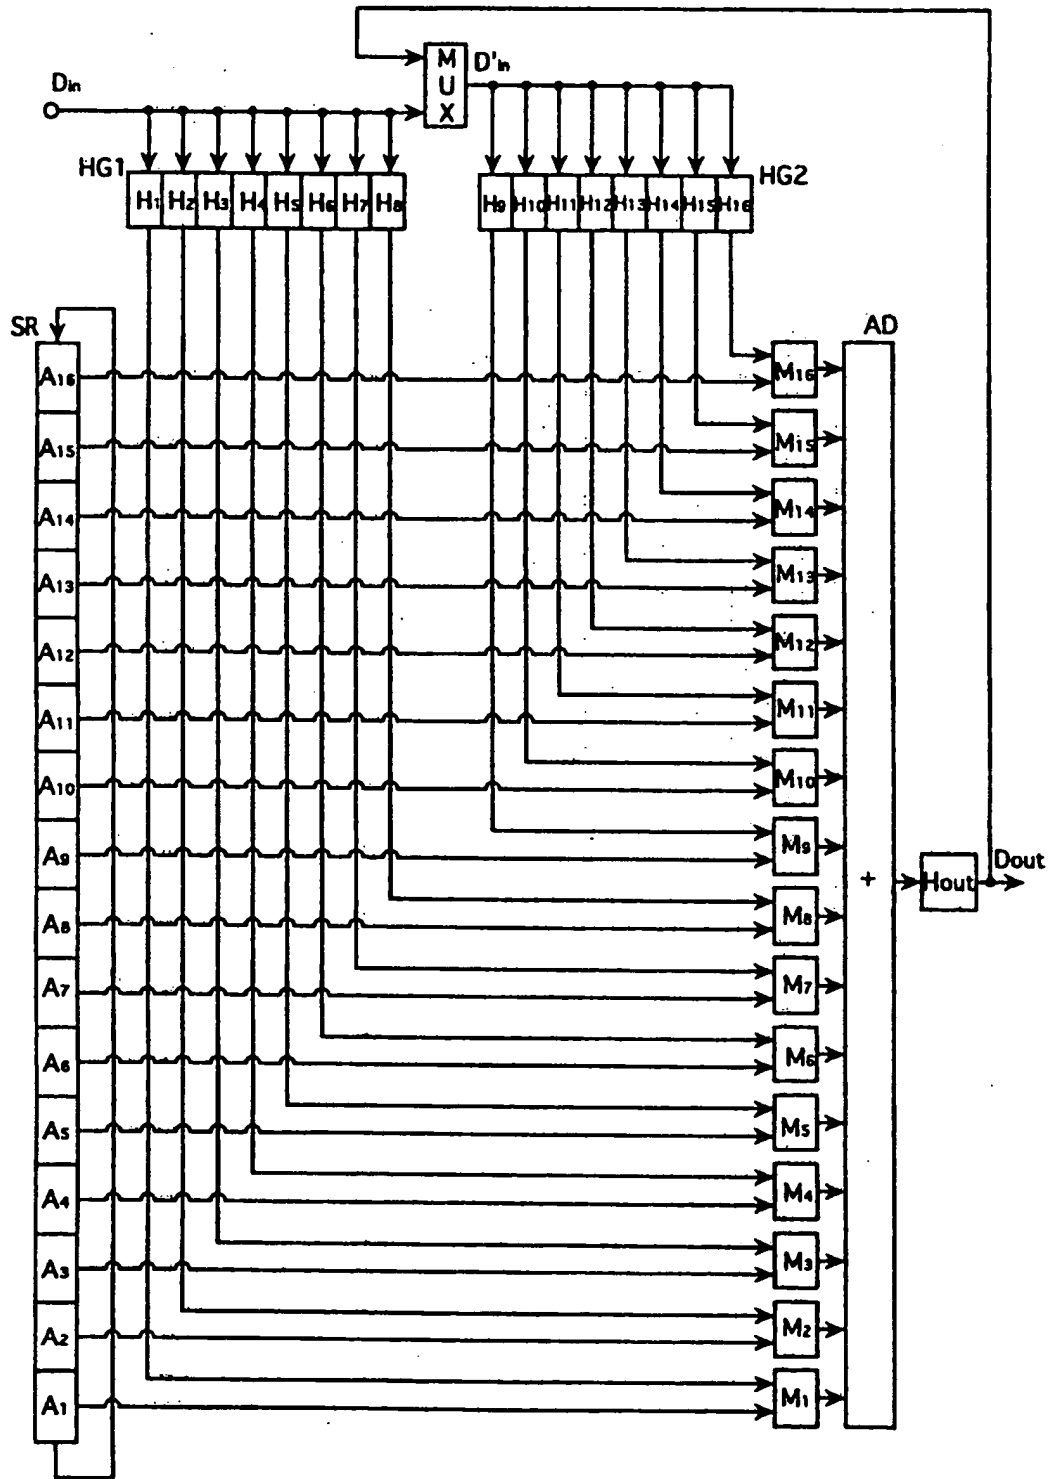 Din
MUX
D'in
HG1
H1 H2 H3 H4 H5 H6 H7 H8
H9 H10 H11 H12 H13 H14 H15 H16
HG2
SR
AD
A16
M16
A15
M15
A14
M14
A13
M13
A12
M12
A11
M11
A10
M10
A9
M9
+
Hout
Dout
A8
M8
A7
M7
A6
M6
A5
M5
A4
M4
A3
M3
A2
M2
A1
M1